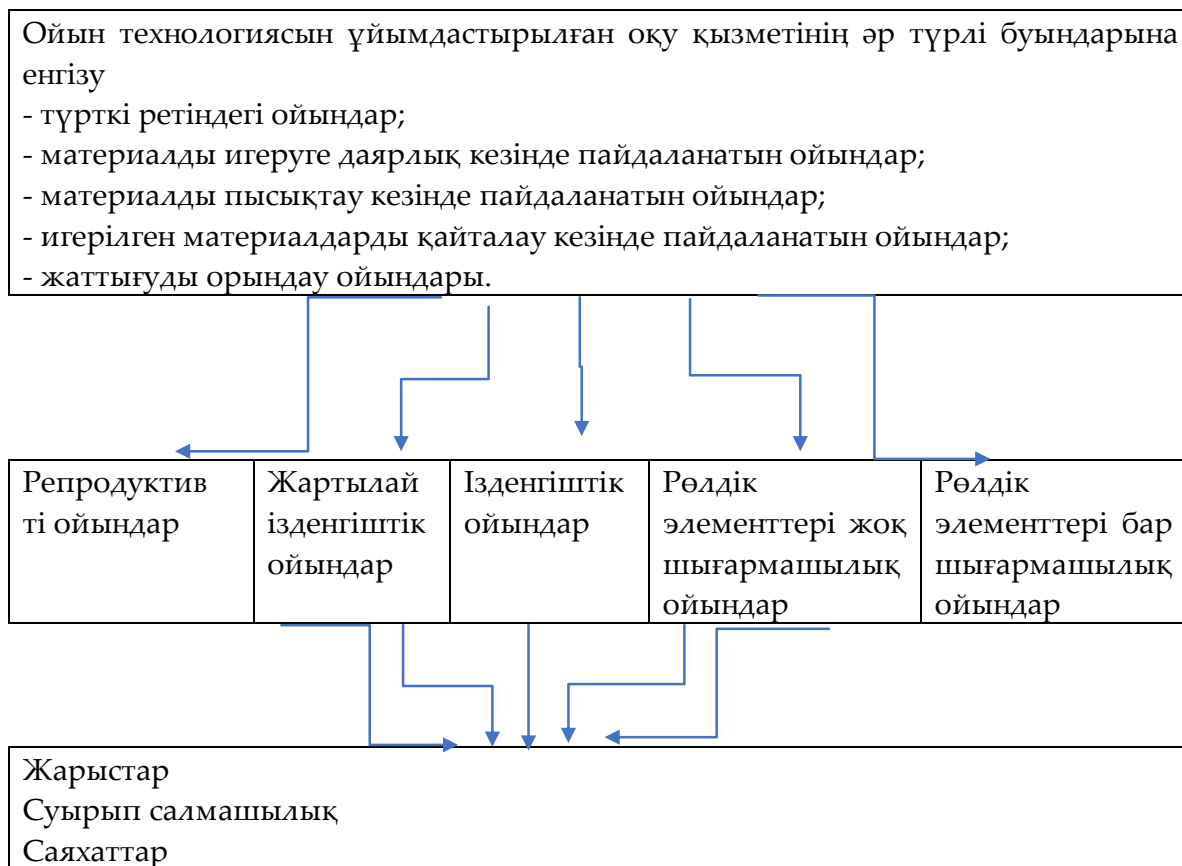 Ойын технологиясын ұйымдастырылған оқу қызметінің әр түрлі буындарына
енгізу
- түрткі ретіндегі ойындар;
- материалды игеруге даярлық кезінде пайдаланатын ойындар;
- материалды пысықтау кезінде пайдаланатын ойындар;
- игерілген материалдарды қайталау кезінде пайдаланатын ойындар;
- жаттығуды орындау ойындары.
Репродуктив
ті ойындар
Жартылай
ізденгіштік
ойындар
Ізденгіштік
ойындар
Рөлдік
элементтері жоқ
шығармашылық
ойындар
Рөлдік
элементтері бар
шығармашылық
ойындар
Жарыстар
Суырып салмашылық
Саяхаттар